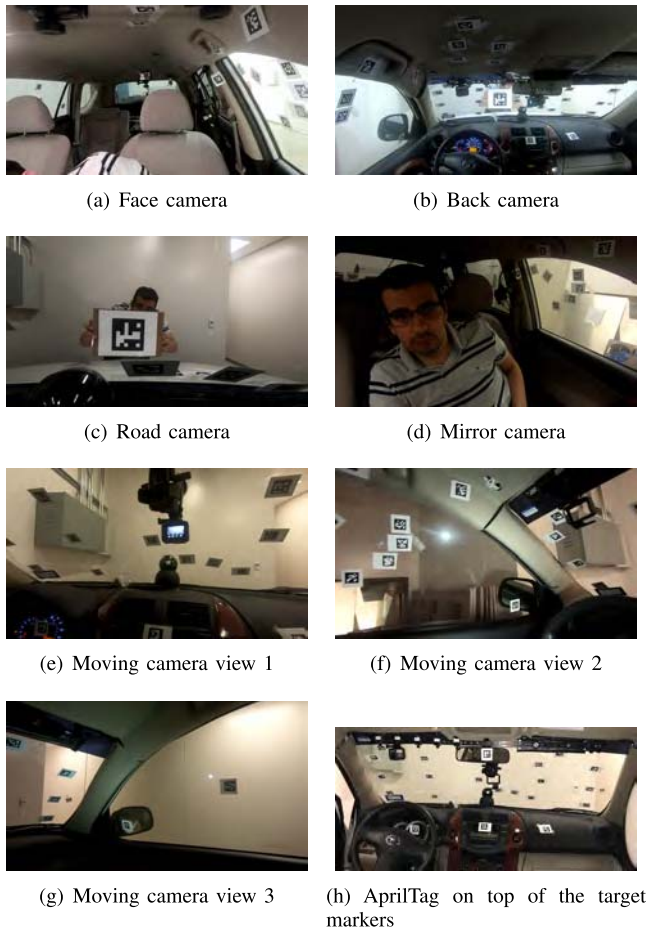 (a) Face camera
(b) Back camera
(c) Road camera
(d) Mirror camera
(e) Moving camera view 1
(f) Moving camera view 2
(g) Moving camera view 3
(h) AprilTag on top of the target
markers